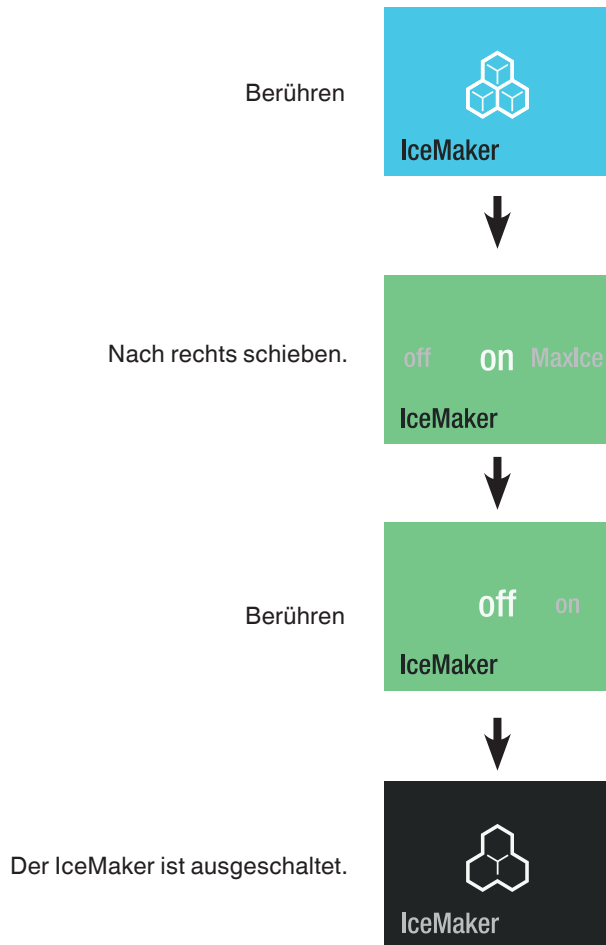 Berühren
IceMaker
Nach rechts schieben.
off on MaxIce
IceMaker
Berühren
off on
IceMaker
Der IceMaker ist ausgeschaltet.
IceMaker